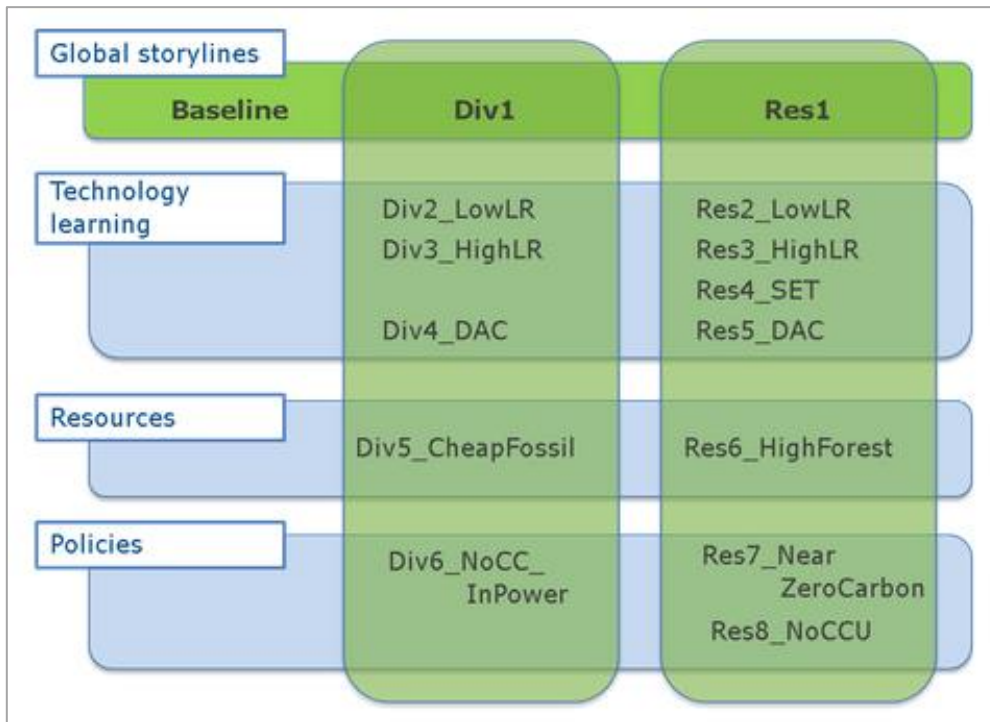 Global storylines
Baseline Div1 Res1
Technology
learning
Div2_LowLR Res2_LowLR
Div3_HighLR Res3_HighLR
Res4_SET
Div4_DAC Res5_DAC
Resources
Div5_CheapFossil Res6_HighForest
Policies
Div6_NoCC_ Res7_Near
InPower ZeroCarbon
Res8_NoCCU